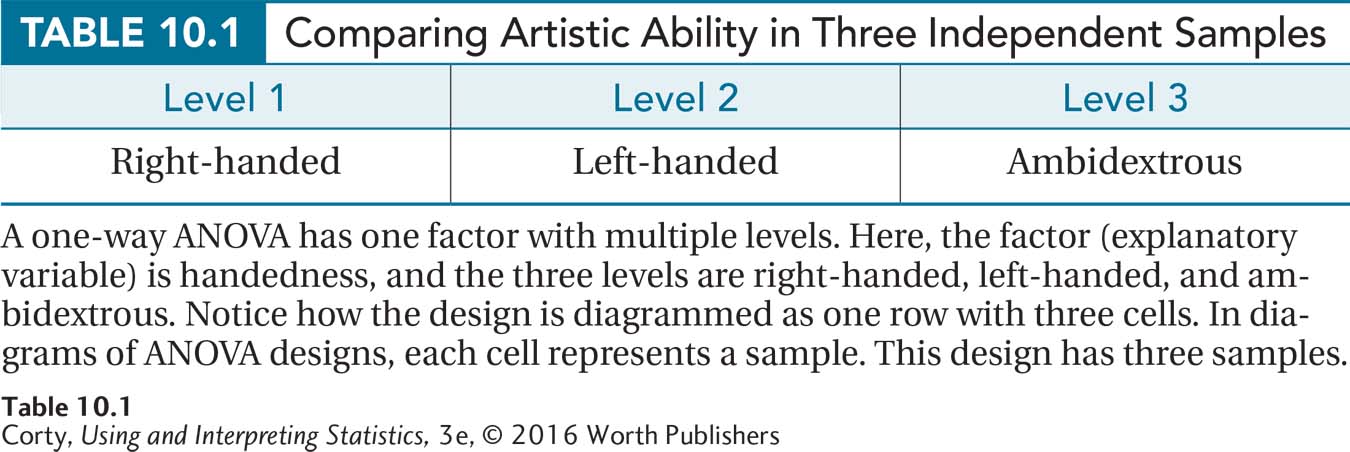 TABLE 10.1 Comparing Artistic Ability in Three Independent Samples
Level 1 Level 2 Level 3
Right-handed Left-handed Ambidextrous
A one-way ANOVA has one factor with multiple levels. Here, the factor (explanatory
variable) is handedness, and the three levels are right-handed, left-handed, and am-
bidextrous. Notice how the design is diagrammed as one row with three cells. In dia-
grams of ANOVA designs, each cell represents a sample. This design has three samples.
Table 10.1
Corty, Using and Interpreting Statistics, 3e, © 2016 Worth Publishers